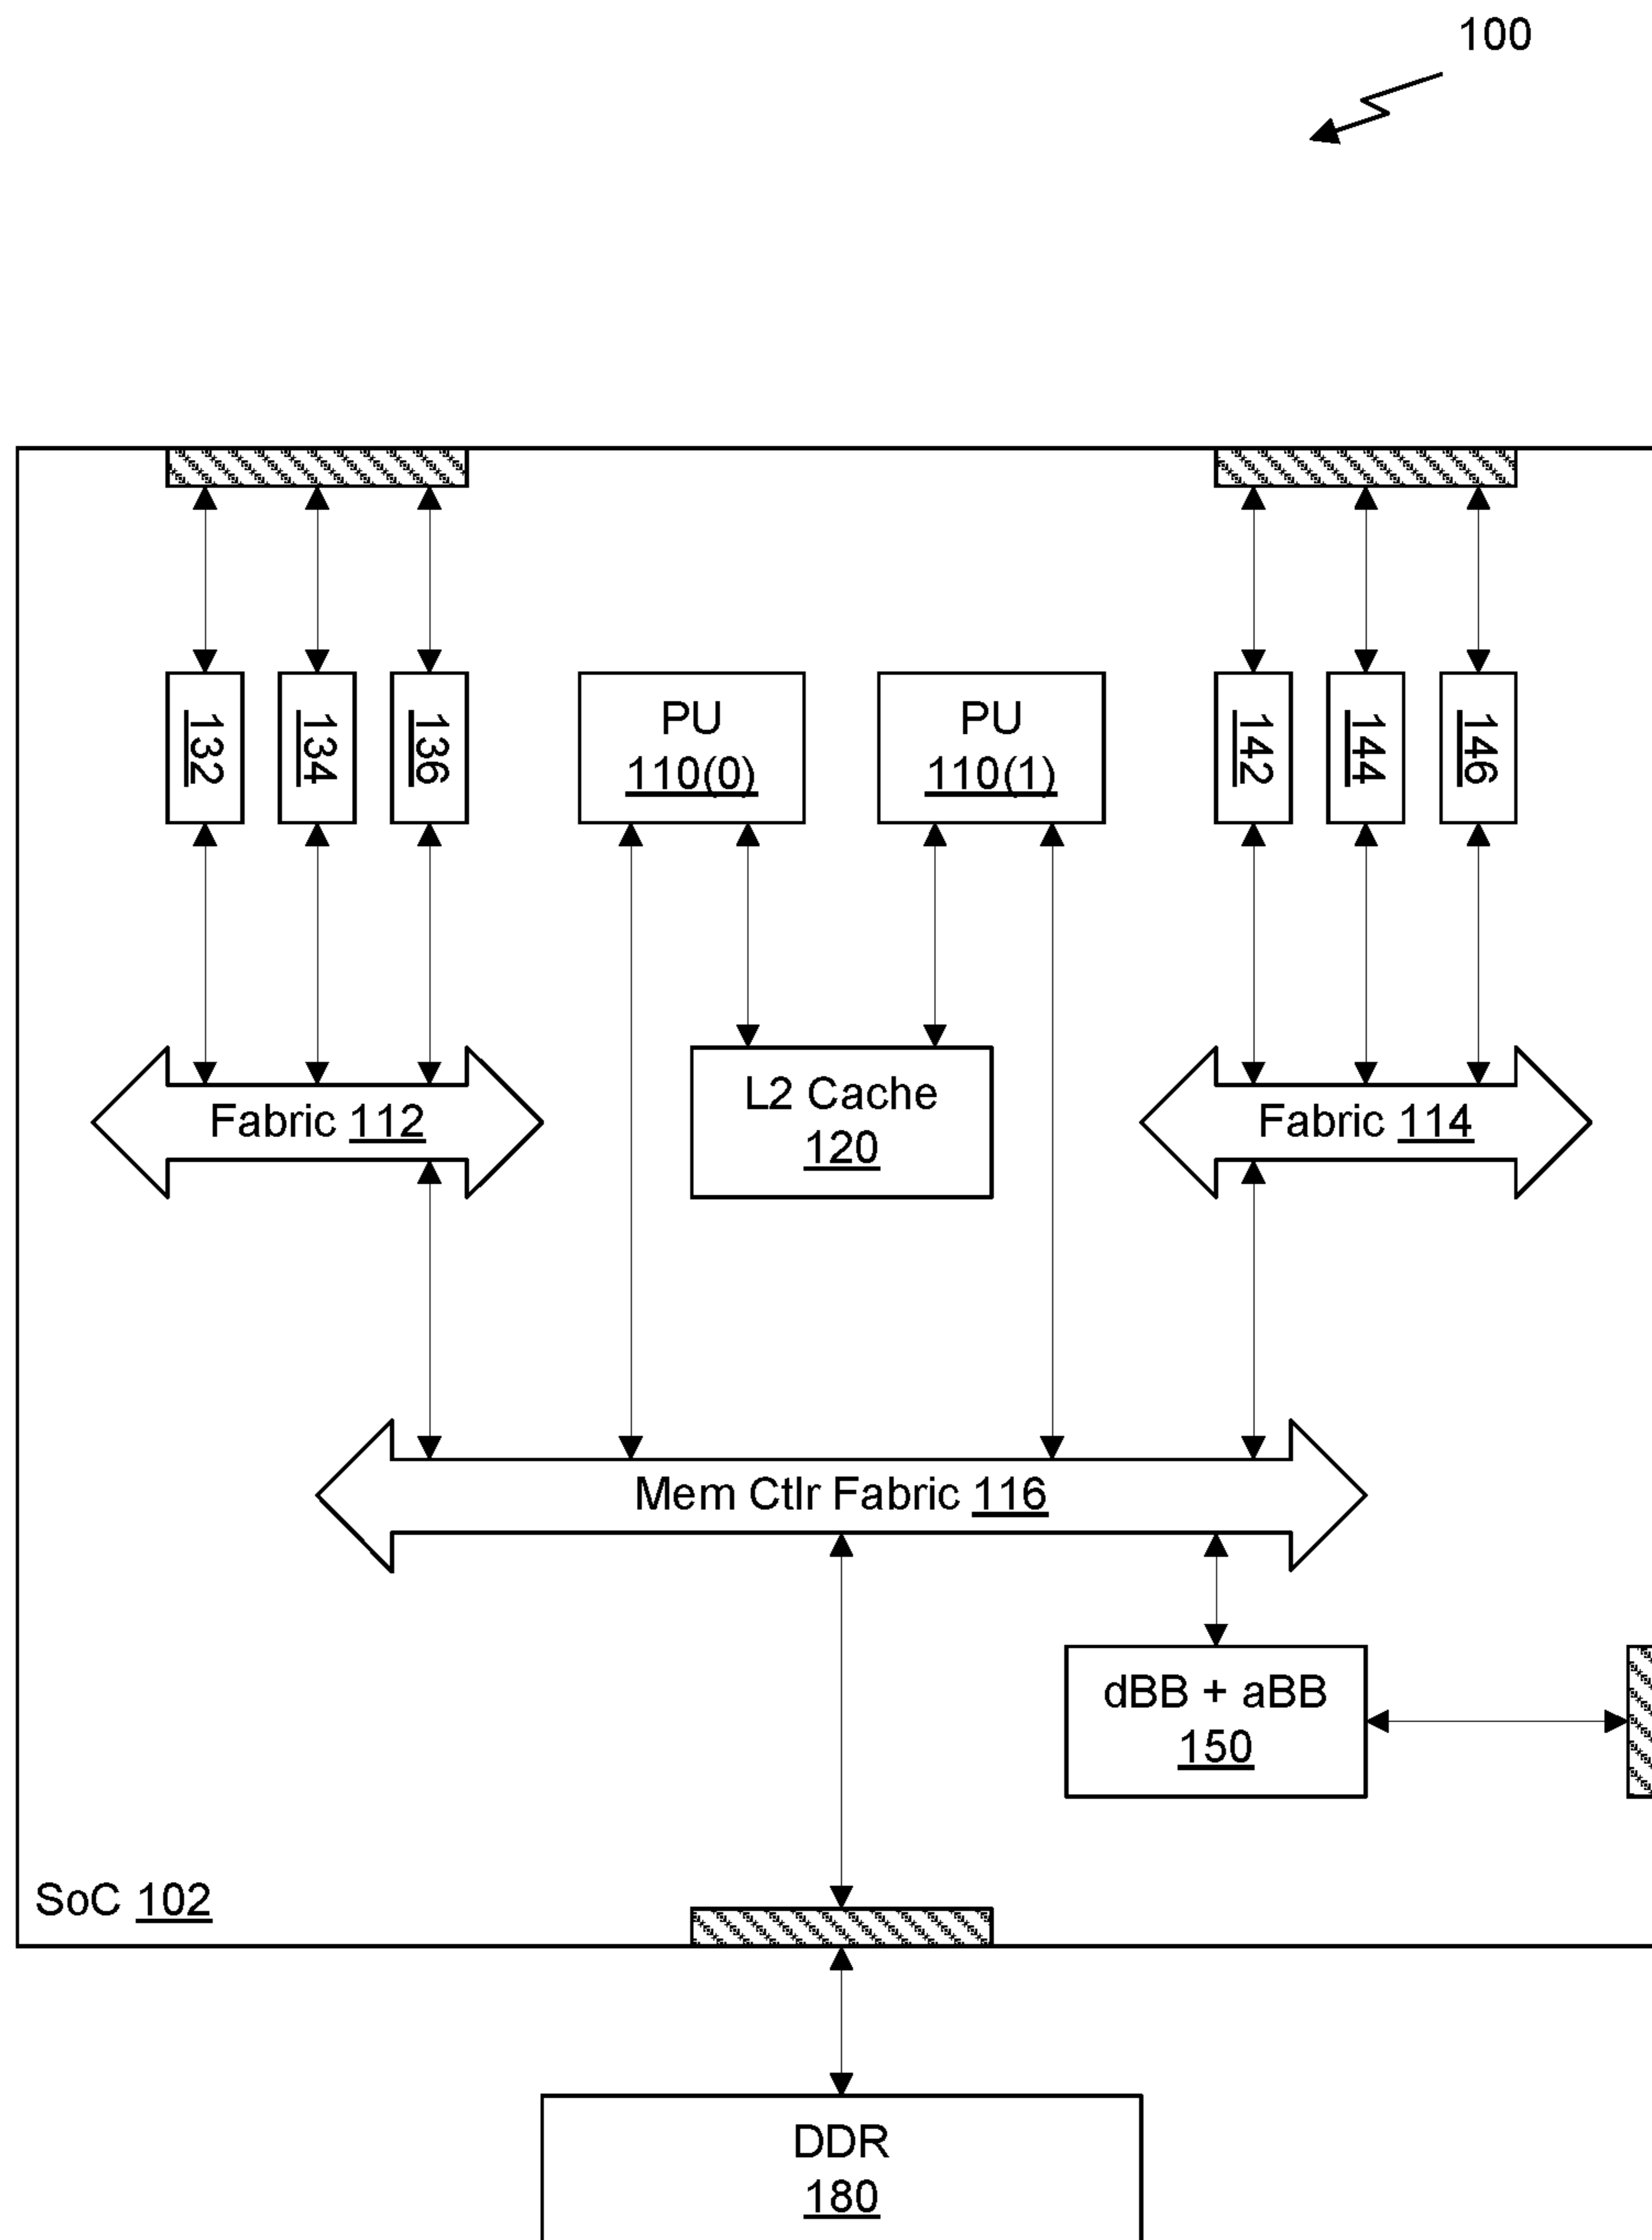 100
132
134
136
PU
110(0)
PU
110(1)
142
144
146
L2 Cache
120
Fabric 112
Fabric 114
Mem Ctlr Fabric 116
dBB + aBB
150
SoC 102
DDR
180